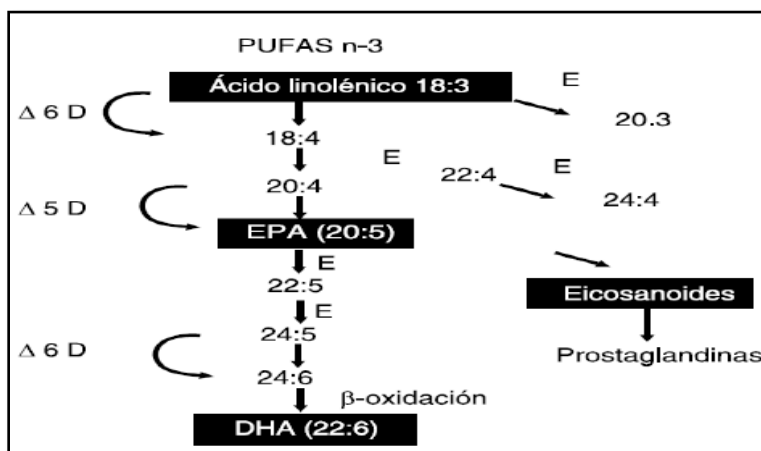 PUFAS n-3
Ácido linolénico 18:3
E
Δ 6 D
20.3
18:4
E
22:4
E
20:4
24:4
Δ 5 D
EPA (20:5)
E
22:5
Eicosanoides
E
24:5
Δ 6 D
Prostaglandinas
24:6
β-oxidación
DHA (22:6)